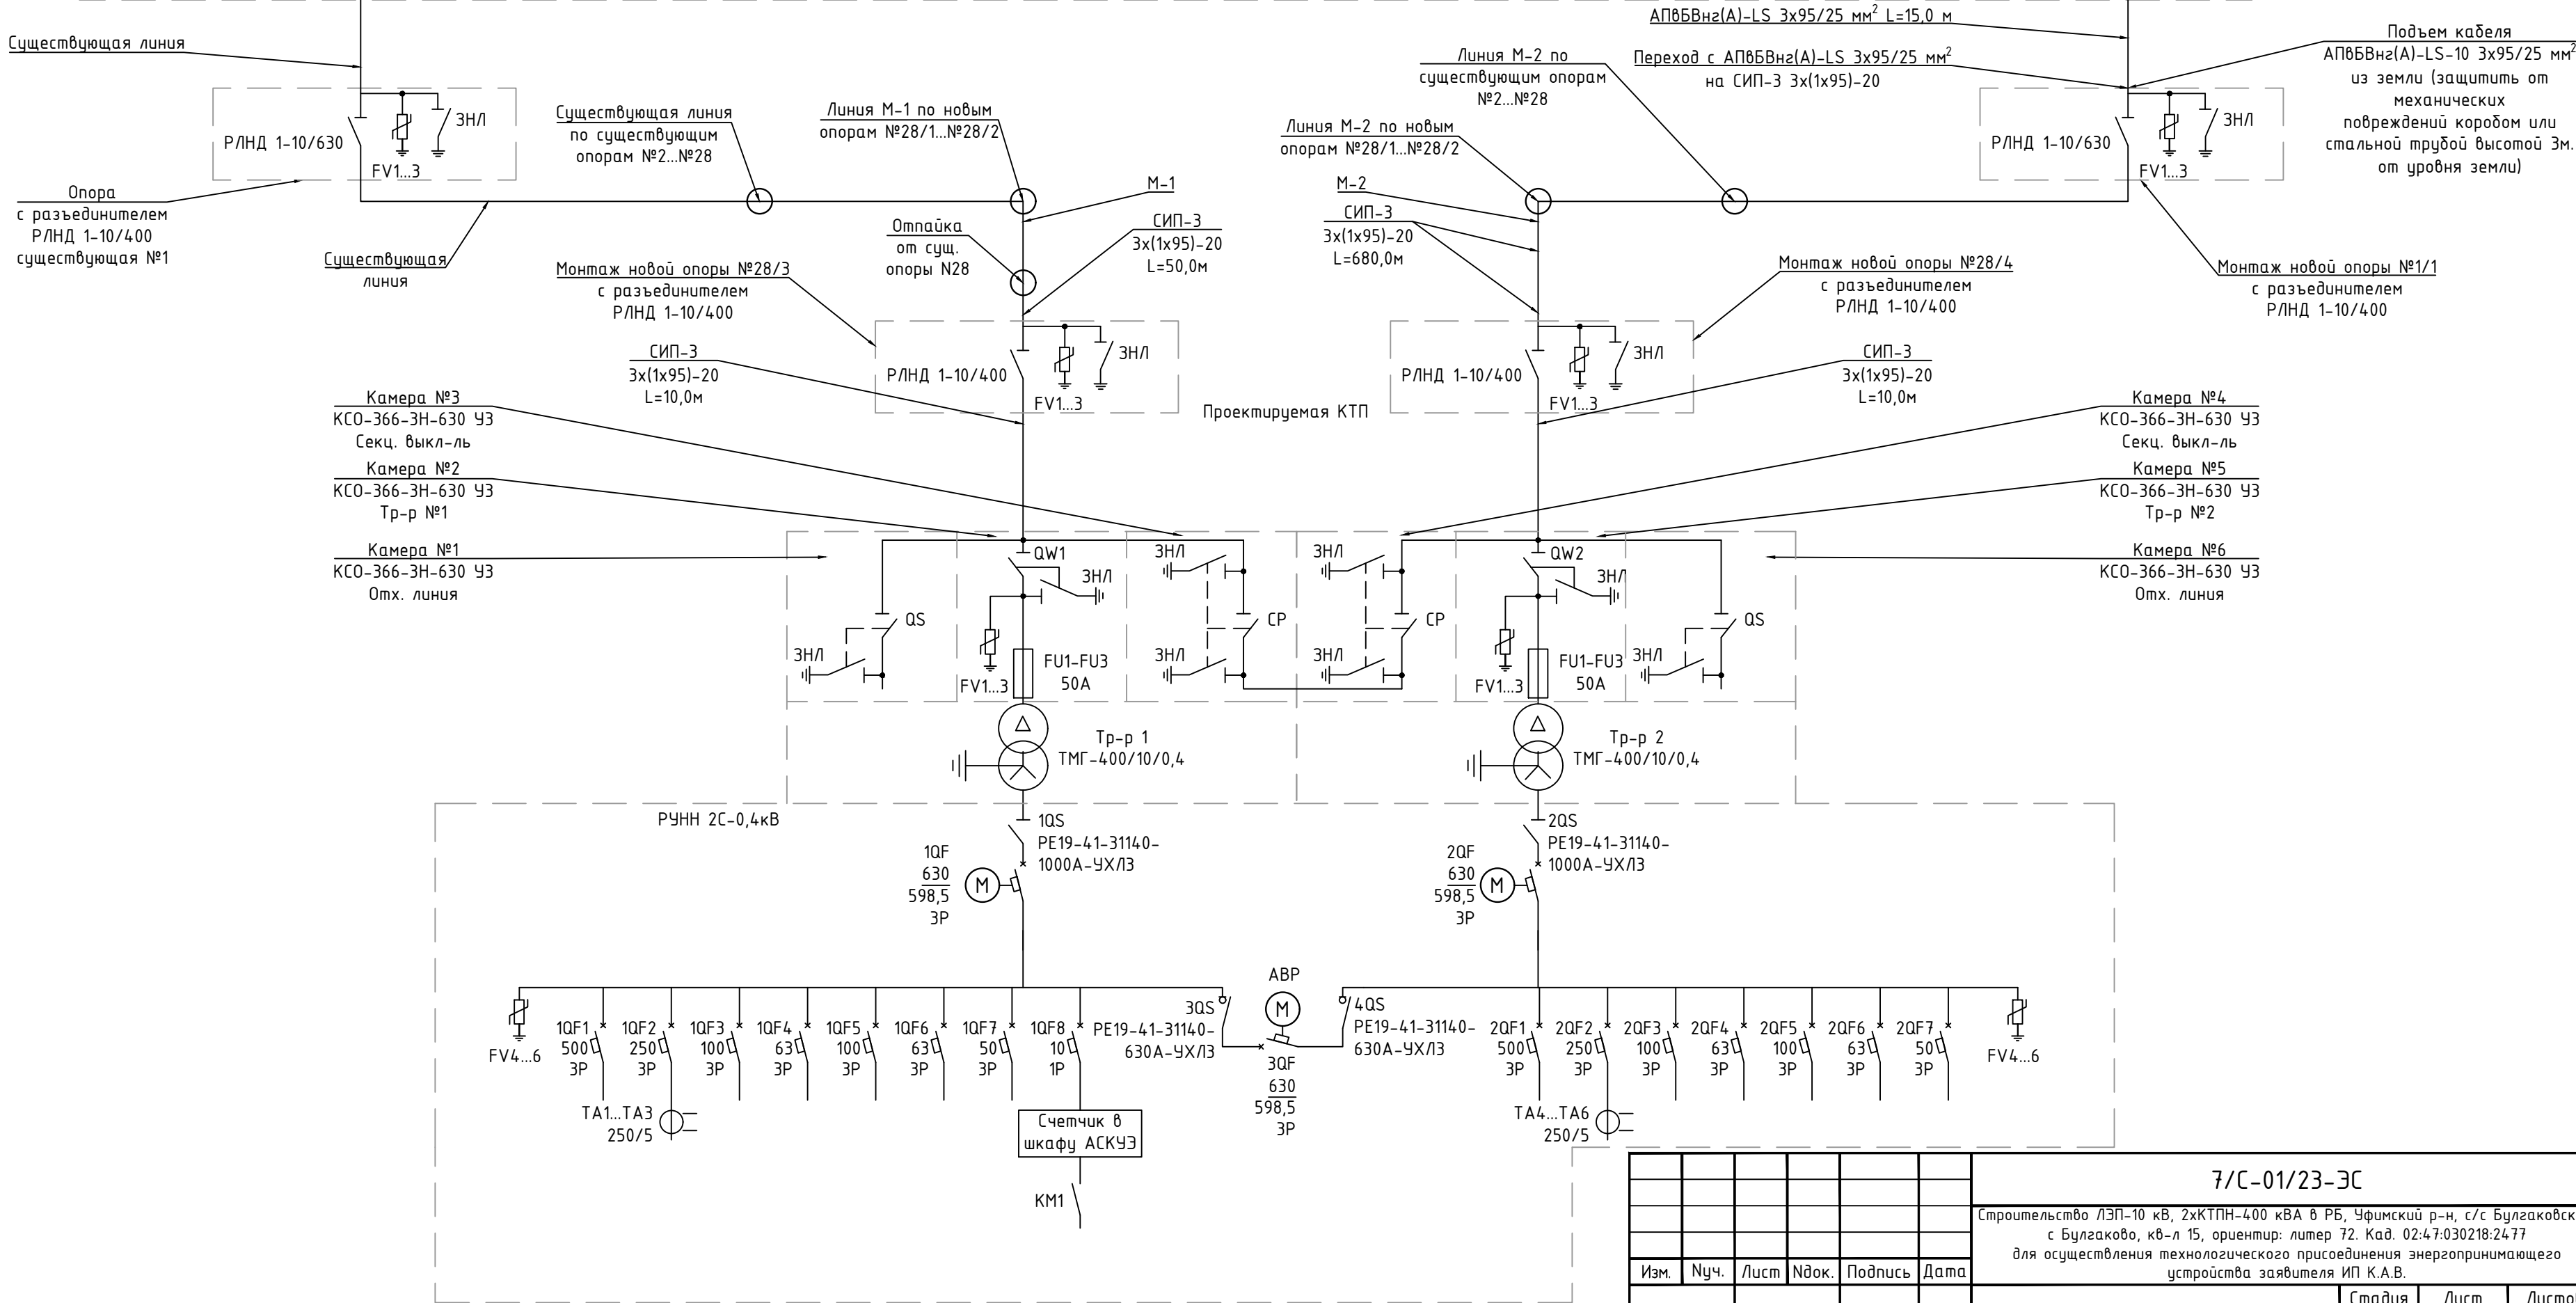 Существующая линия
РЛНД 1-10/630
ЗНЛ
FV1...3
Опора
с разъединителем
РЛНД 1-10/400
существующая №1
Существующая
линия
Существующая линия
по существующим
опорам №2...№28
Линия М-1 по новым
опорам №28/1...№28/2
М-1
СИП-3
3х(1х95)-20
L=50,0м
Отпайка
от сущ.
опоры N28
Монтаж новой опоры №28/3
с разъединителем
РЛНД 1-10/400
АПвБВнг(А)-LS 3х95/25 мм² L=15,0 м
Переход с АПвБВнг(А)-LS 3х95/25 мм²
на СИП-3 3х(1х95)-20
Подъем кабеля
АПвБВнг(А)-LS-10 3х95/25 мм²
из земли (защитить от
механических
повреждений коробом или
стальной трубой высотой 3м.
от уровня земли)
Линия М-2 по
существующим опорам
№2...№28
Линия М-2 по новым
опорам №28/1...№28/2
М-2
СИП-3
3х(1х95)-20
L=680,0м
РЛНД 1-10/630
ЗНЛ
FV1...3
Монтаж новой опоры №28/4
с разъединителем
РЛНД 1-10/400
Монтаж новой опоры №1/1
с разъединителем
РЛНД 1-10/400
СИП-3
3х(1х95)-20
L=10,0м
РЛНД 1-10/400
ЗНЛ
FV1...3
Проектируемая КТП
РЛНД 1-10/400
ЗНЛ
FV1...3
СИП-3
3х(1х95)-20
L=10,0м
Камера №3
КСО-366-3Н-630 У3
Секц. выкл-ль
Камера №2
КСО-366-3Н-630 У3
Тр-р №1
Камера №1
КСО-366-3Н-630 У3
Отх. линия
Камера №4
КСО-366-3Н-630 У3
Секц. выкл-ль
Камера №5
КСО-366-3Н-630 У3
Тр-р №2
Камера №6
КСО-366-3Н-630 У3
Отх. линия
QS
ЗНЛ
QW1
ЗНЛ
FV1...3
FU1-FU3
50А
ЗНЛ
СР
ЗНЛ
ЗНЛ
СР
ЗНЛ
QW2
ЗНЛ
FV1...3
FU1-FU3
50А
QS
ЗНЛ
Тр-р 1
ТМГ-400/10/0,4
Тр-р 2
ТМГ-400/10/0,4
РУНН 2С-0,4кВ
1QS
РЕ19-41-31140-
1000А-УХЛ3
1QF
630
598,5
3Р
М
2QS
РЕ19-41-31140-
1000А-УХЛ3
2QF
630
598,5
3Р
М
FV4...6
1QF1
500
3Р
1QF2
250
3Р
1QF3
100
3Р
1QF4
63
3Р
1QF5
100
3Р
1QF6
63
3Р
1QF7
50
3Р
1QF8
10
1Р
3QS
РЕ19-41-31140-
630А-УХЛ3
АВР
М
3QF
630
598,5
3Р
4QS
РЕ19-41-31140-
630А-УХЛ3
2QF1
500
3Р
2QF2
250
3Р
2QF3
100
3Р
2QF4
63
3Р
2QF5
100
3Р
2QF6
63
3Р
2QF7
50
3Р
FV4...6
ТА1...ТА3
250/5
Счетчик в
шкафу АСКУЭ
КМ1
ТА4...ТА6
250/5
7/С-01/23-ЭС
Строительство ЛЭП-10 кВ, 2хКТПН-400 кВА в РБ, Уфимский р-н, с/с Булгаковск
с Булгаково, кв-л 15, ориентир: литер 72. Кад. 02:47:030218:2477
для осуществления технологического присоединения энергопринимающего
устройства заявителя ИП К.А.В.
Изм. Nуч. Лист Nдок. Подпись Дата
Стадия Лист Листо